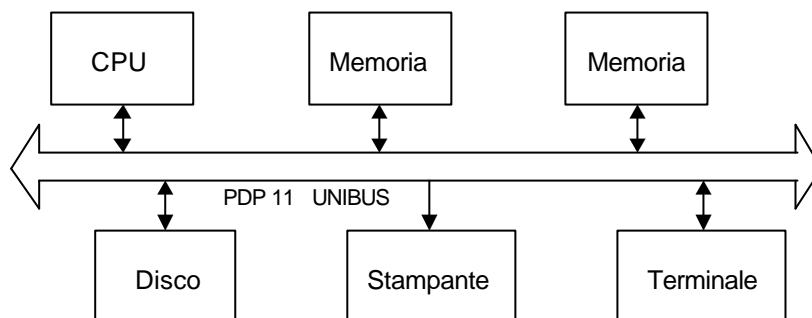 CPU
Memoria
Memoria
PDP 11 UNIBUS
Disco
Stampante
Terminale